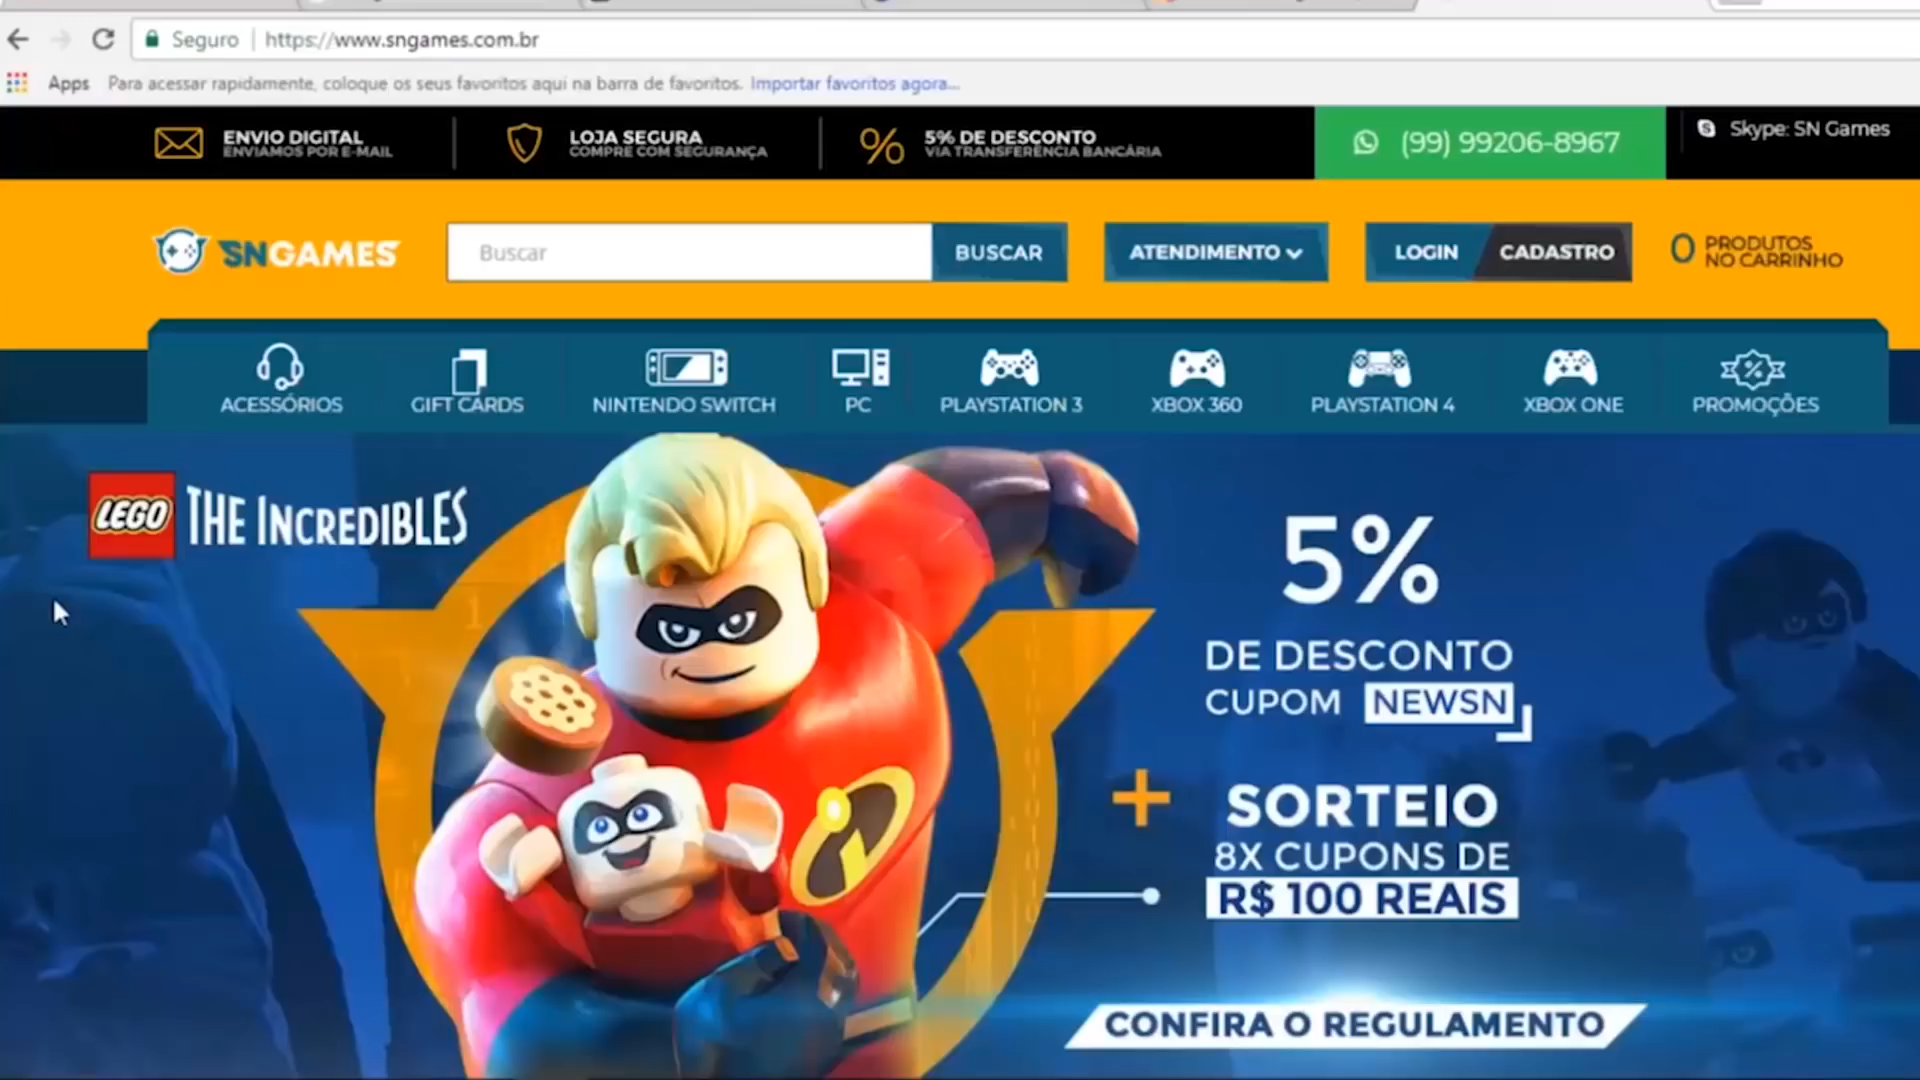 Seguro | https://www.sngames.com.br
Apps Para acessar rapidamente, coloque os seus favoritos aqui na barra de favoritos. Importar favoritos agora...
ENVIO DIGITAL
ENVIAMOS POR E-MAIL
LOJA SEGURA
COMPRE COM SEGURANÇA
5% DE DESCONTO
VIA TRANSFERÊNCIA BANCÁRIA
(99) 99206-8967
Skype: SN Games
SNGAMES
Buscar
BUSCAR
ATENDIMENTO
LOGIN
CADASTRO
0 PRODUTOS
NO CARRINHO
ACESSÓRIOS
GIFT CARDS
NINTENDO SWITCH
PC
PLAYSTATION 3
XBOX 360
PLAYSTATION 4
XBOX ONE
PROMOÇÕES
LEGO THE INCREDIBLES
5%
DE DESCONTO
CUPOM NEWSN
+ SORTEIO
8X CUPONS DE
R$ 100 REAIS
CONFIRA O REGULAMENTO